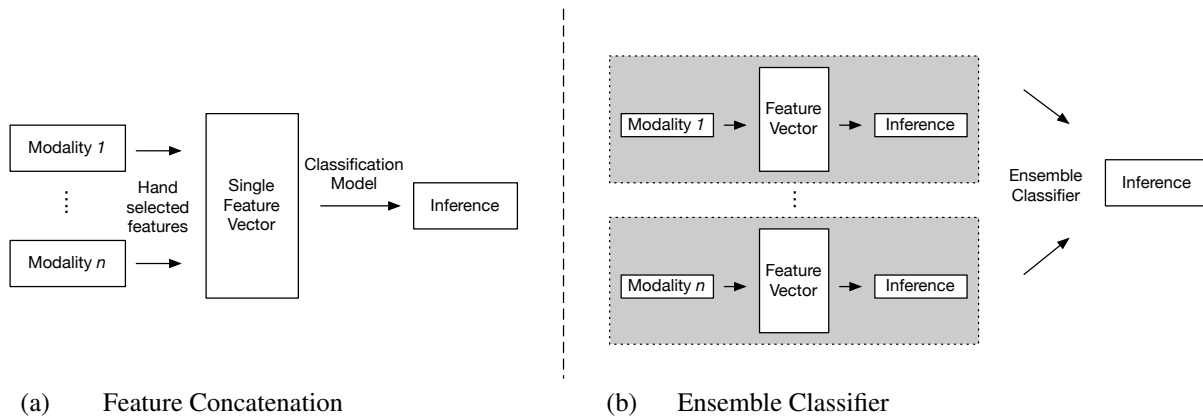 Modality 1
⋮
Modality n
Hand
selected
features
Single
Feature
Vector
Classification
Model
Inference
(a) Feature Concatenation
Modality 1
Feature
Vector
Inference
⋮
Modality n
Feature
Vector
Inference
Ensemble
Classifier
Inference
(b) Ensemble Classifier